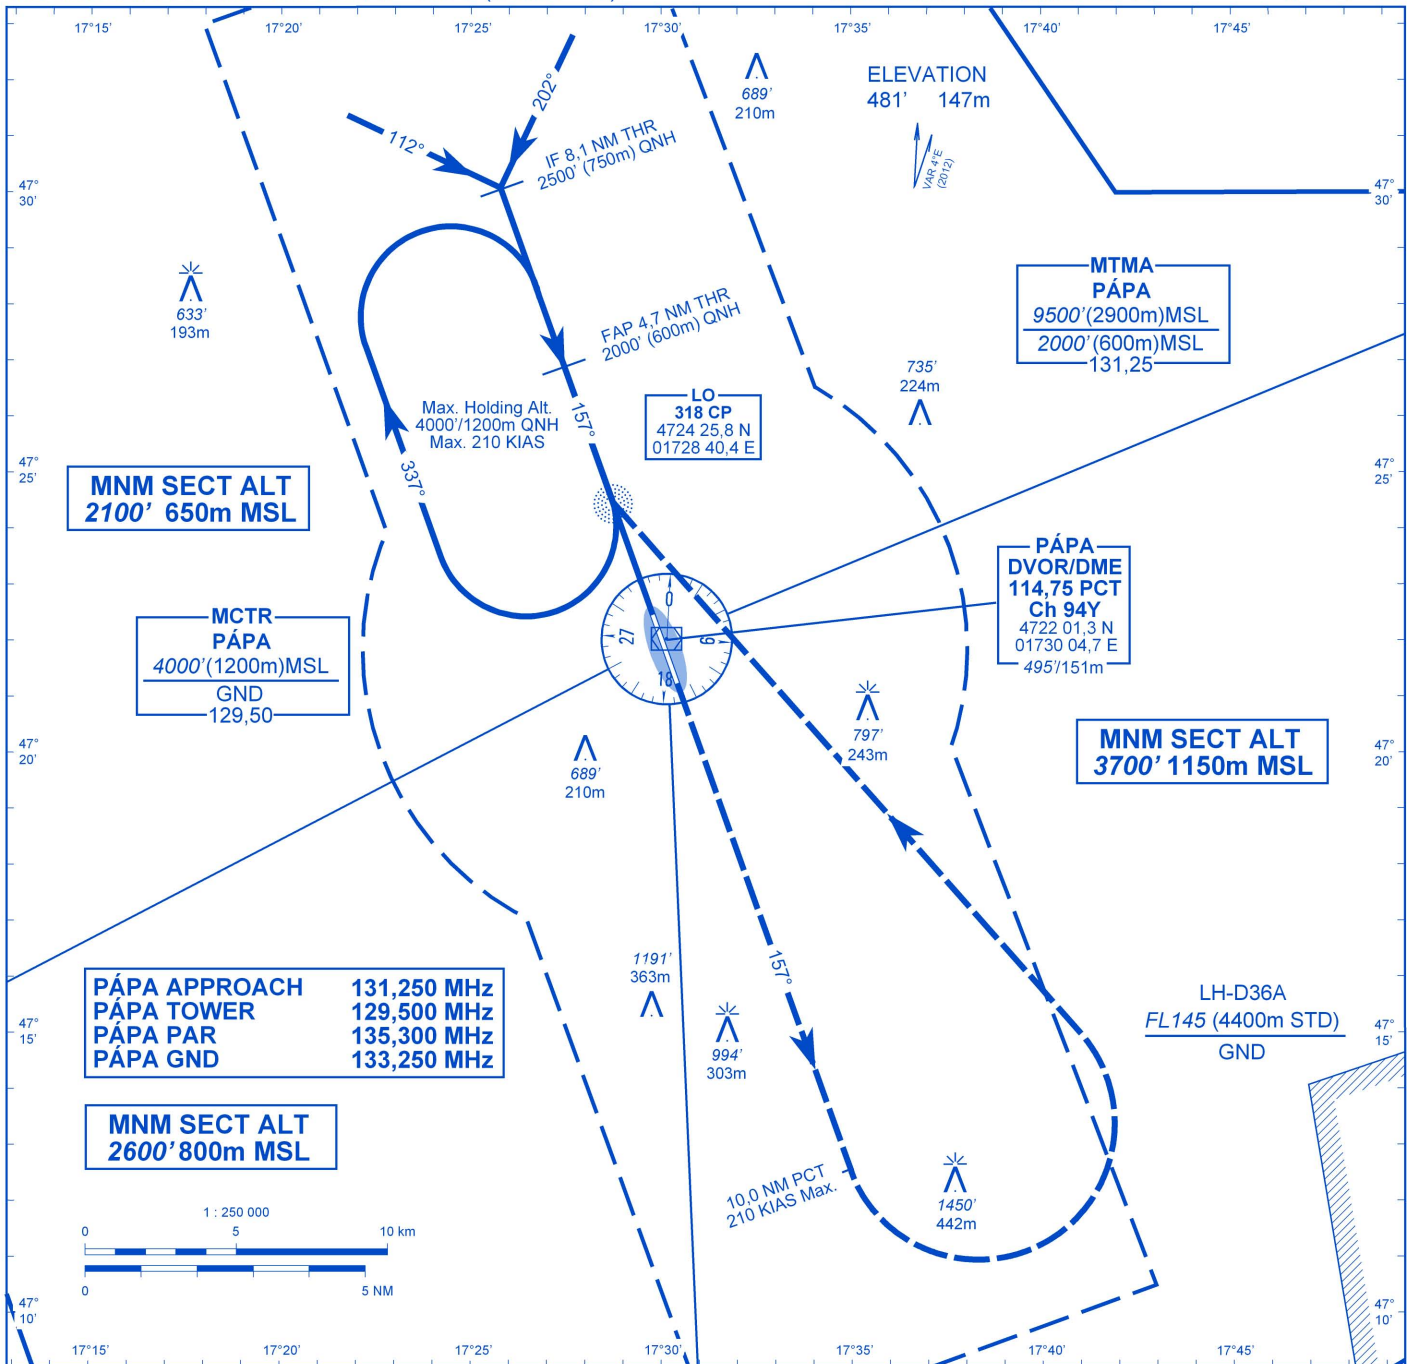 17°15'
17°20'
17°25'
17°30'
17°35'
17°40'
17°45'
ELEVATION
481' 147m
VAR 4°E
(2012)
689'
210m
202°
112°
IF 8,1 NM THR
2500' (750m) QNH
47°
30'
47°
30'
633'
193m
MTMA
PÁPA
9500'(2900m)MSL
2000'(600m)MSL
131,25
FAP 4,7 NM THR
2000' (600m) QNH
735'
224m
LO
318 CP
4724 25,8 N
01728 40,4 E
Max. Holding Alt.
4000'/1200m QNH
Max. 210 KIAS
157°
337°
47°
25'
47°
25'
MNM SECT ALT
2100' 650m MSL
PÁPA
DVOR/DME
114,75 PCT
Ch 94Y
4722 01,3 N
01730 04,7 E
495'/151m
0
27
9
18
MCTR
PÁPA
4000'(1200m)MSL
GND
129,50
797'
243m
47°
20'
47°
20'
689'
210m
MNM SECT ALT
3700' 1150m MSL
1191'
363m
157°
PÁPA APPROACH 131,250 MHz
PÁPA TOWER 129,500 MHz
PÁPA PAR 135,300 MHz
PÁPA GND 133,250 MHz
994'
303m
LH-D36A
FL145 (4400m STD)
GND
47°
15'
47°
15'
MNM SECT ALT
2600' 800m MSL
10,0 NM PCT
210 KIAS Max.
1450'
442m
1 : 250 000
0 5 10 km
0 5 NM
47°
10'
47°
10'
17°15'
17°20'
17°25'
17°30'
17°35'
17°40'
17°45'